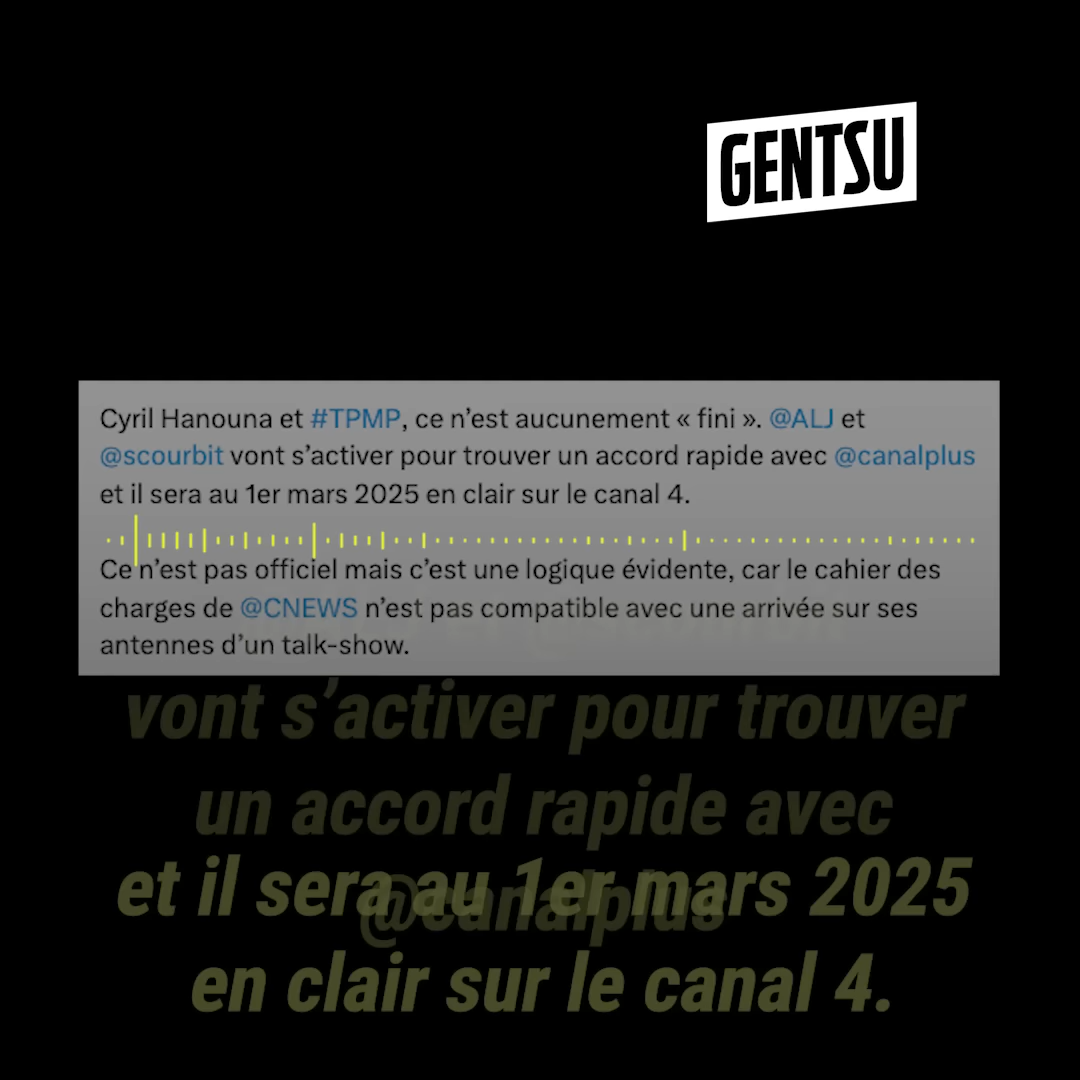 GENTSU
Cyril Hanouna et #TPMP, ce n’est aucunement « fini ». @ALJ et
@scourbit vont s’activer pour trouver un accord rapide avec @canalplus
et il sera au 1er mars 2025 en clair sur le canal 4.
Ce n’est pas officiel mais c’est une logique évidente, car le cahier des
charges de @CNEWS n’est pas compatible avec une arrivée sur ses
antennes d’un talk-show.
vont s’activer pour trouver
un accord rapide avec
et il sera au 1er mars 2025
@canalplus
en clair sur le canal 4.